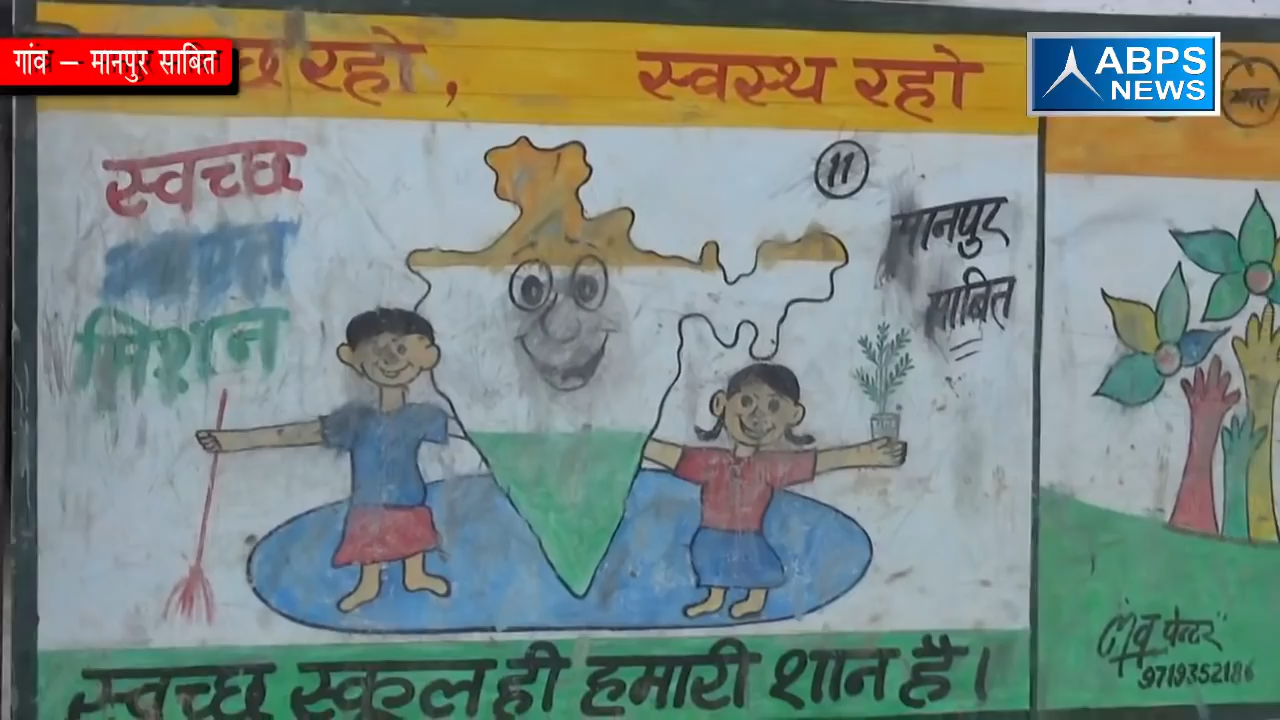 गांव – मानपुर साबित
छ रहो , स्वस्थ रहो
ABPS
NEWS
स्वच्छ
मिशन
11
मानपुर
साबित
स्वच्छ स्कूल ही हमारी शान है।
पेन्टर
9719352186